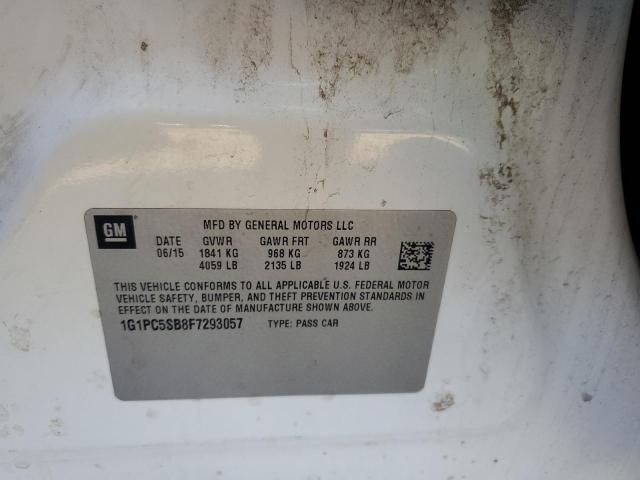 GM
MFD BY GENERAL MOTORS LLC
DATE GVWR GAWR FRT GAWR RR
06/15 1841 KG 968 KG 873 KG
4059 LB 2135 LB 1924 LB
THIS VEHICLE CONFORMS TO ALL APPLICABLE U.S. FEDERAL MOTOR
VEHICLE SAFETY, BUMPER, AND THEFT PREVENTION STANDARDS IN
EFFECT ON THE DATE OF MANUFACTURE SHOWN ABOVE.
1G1PC5SB8F7293057 TYPE: PASS CAR